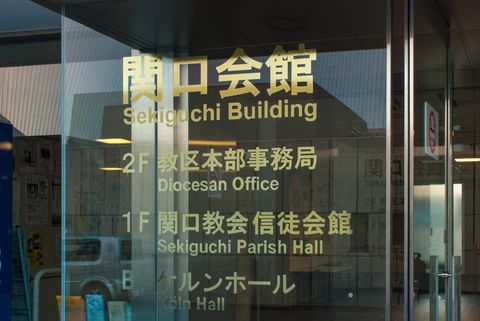 関口会館
Sekiguchi Building
2F 教区本部事務局
Diocesan Office
1F 関口教会信徒会館
Sekiguchi Parish Hall
B. ケルンホール
Köln Hall